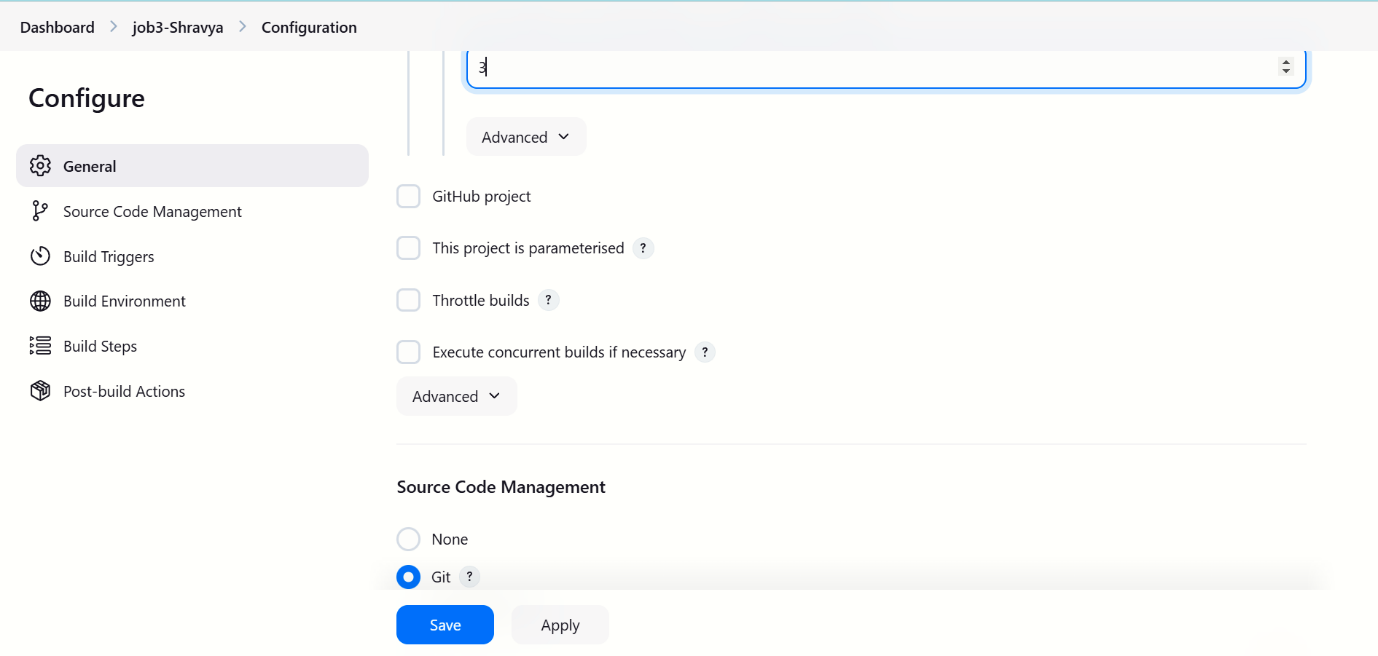 Dashboard > job3-Shravya > Configuration
Configure
General
Source Code Management
Build Triggers
Build Environment
Build Steps
Post-build Actions
3
Advanced
GitHub project
This project is parameterised ?
Throttle builds ?
Execute concurrent builds if necessary ?
Advanced
Source Code Management
None
Git ?
Save Apply